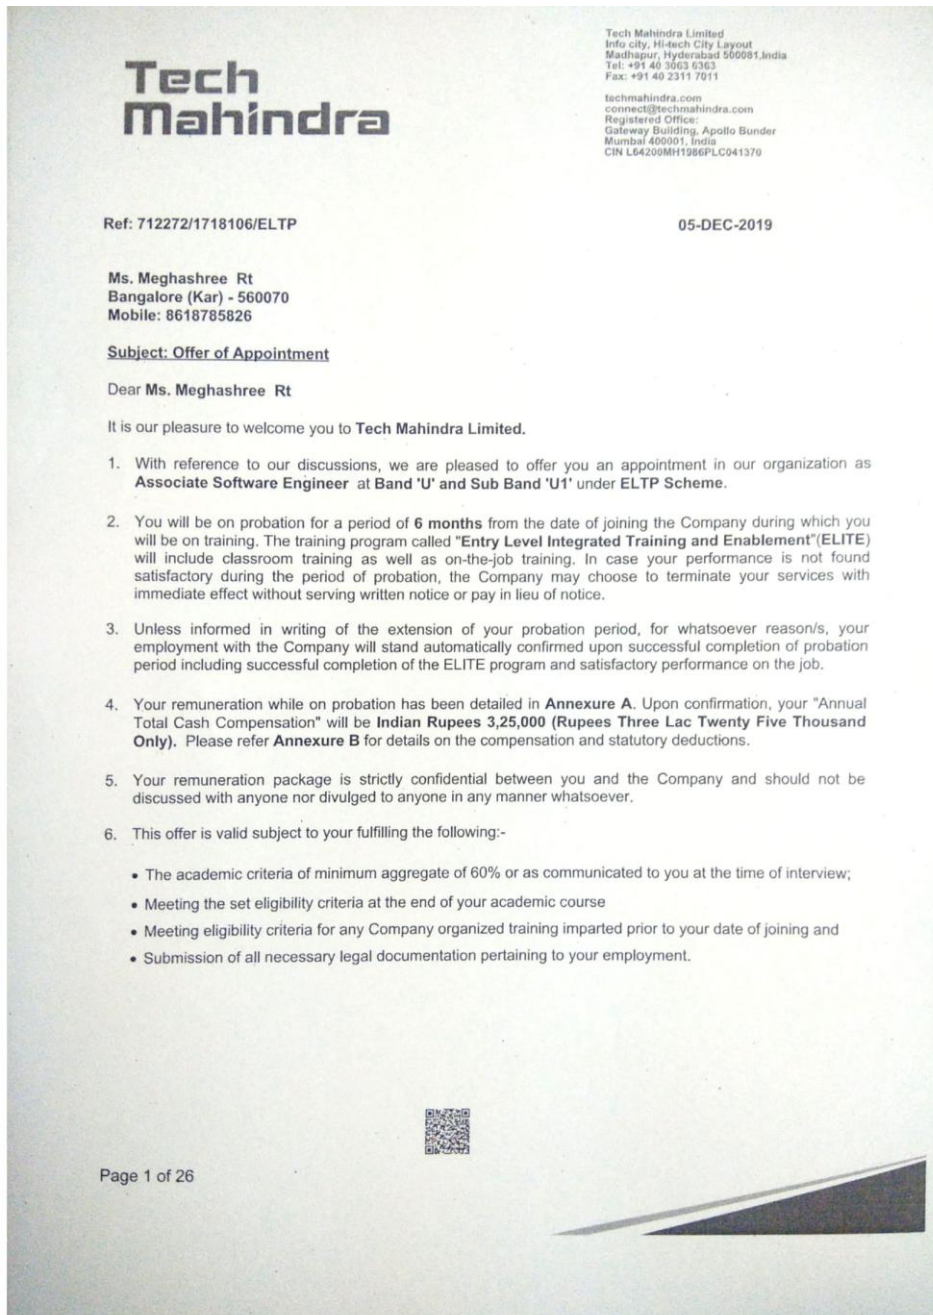 Tech
Mahindra
Tech Mahindra Limited
Info city, Hi-tech City Layout
Madhapur, Hyderabad 500081,India
Tel: +91 40 3063 6363
Fax: +91 40 2311 7011
techmahindra.com
connect@techmahindra.com
Registered Office:
Gateway Building, Apollo Bunder
Mumbai 400001, India
CIN L64200MH1986PLC041370
Ref: 712272/1718106/ELTP
05-DEC-2019
Ms. Meghashree Rt
Bangalore (Kar) - 560070
Mobile: 8618785826
Subject: Offer of Appointment
Dear Ms. Meghashree Rt
It is our pleasure to welcome you to Tech Mahindra Limited.
1. With reference to our discussions, we are pleased to offer you an appointment in our organization as
Associate Software Engineer at Band 'U' and Sub Band 'U1' under ELTP Scheme.
2. You will be on probation for a period of 6 months from the date of joining the Company during which you
will be on training. The training program called "Entry Level Integrated Training and Enablement"(ELITE)
will include classroom training as well as on-the-job training. In case your performance is not found
satisfactory during the period of probation, the Company may choose to terminate your services with
immediate effect without serving written notice or pay in lieu of notice.
3. Unless informed in writing of the extension of your probation period, for whatsoever reason/s, your
employment with the Company will stand automatically confirmed upon successful completion of probation
period including successful completion of the ELITE program and satisfactory performance on the job.
4. Your remuneration while on probation has been detailed in Annexure A. Upon confirmation, your "Annual
Total Cash Compensation" will be Indian Rupees 3,25,000 (Rupees Three Lac Twenty Five Thousand
Only). Please refer Annexure B for details on the compensation and statutory deductions.
5. Your remuneration package is strictly confidential between you and the Company and should not be
discussed with anyone nor divulged to anyone in any manner whatsoever.
6. This offer is valid subject to your fulfilling the following:-
• The academic criteria of minimum aggregate of 60% or as communicated to you at the time of interview;
• Meeting the set eligibility criteria at the end of your academic course
• Meeting eligibility criteria for any Company organized training imparted prior to your date of joining and
• Submission of all necessary legal documentation pertaining to your employment.
Page 1 of 26